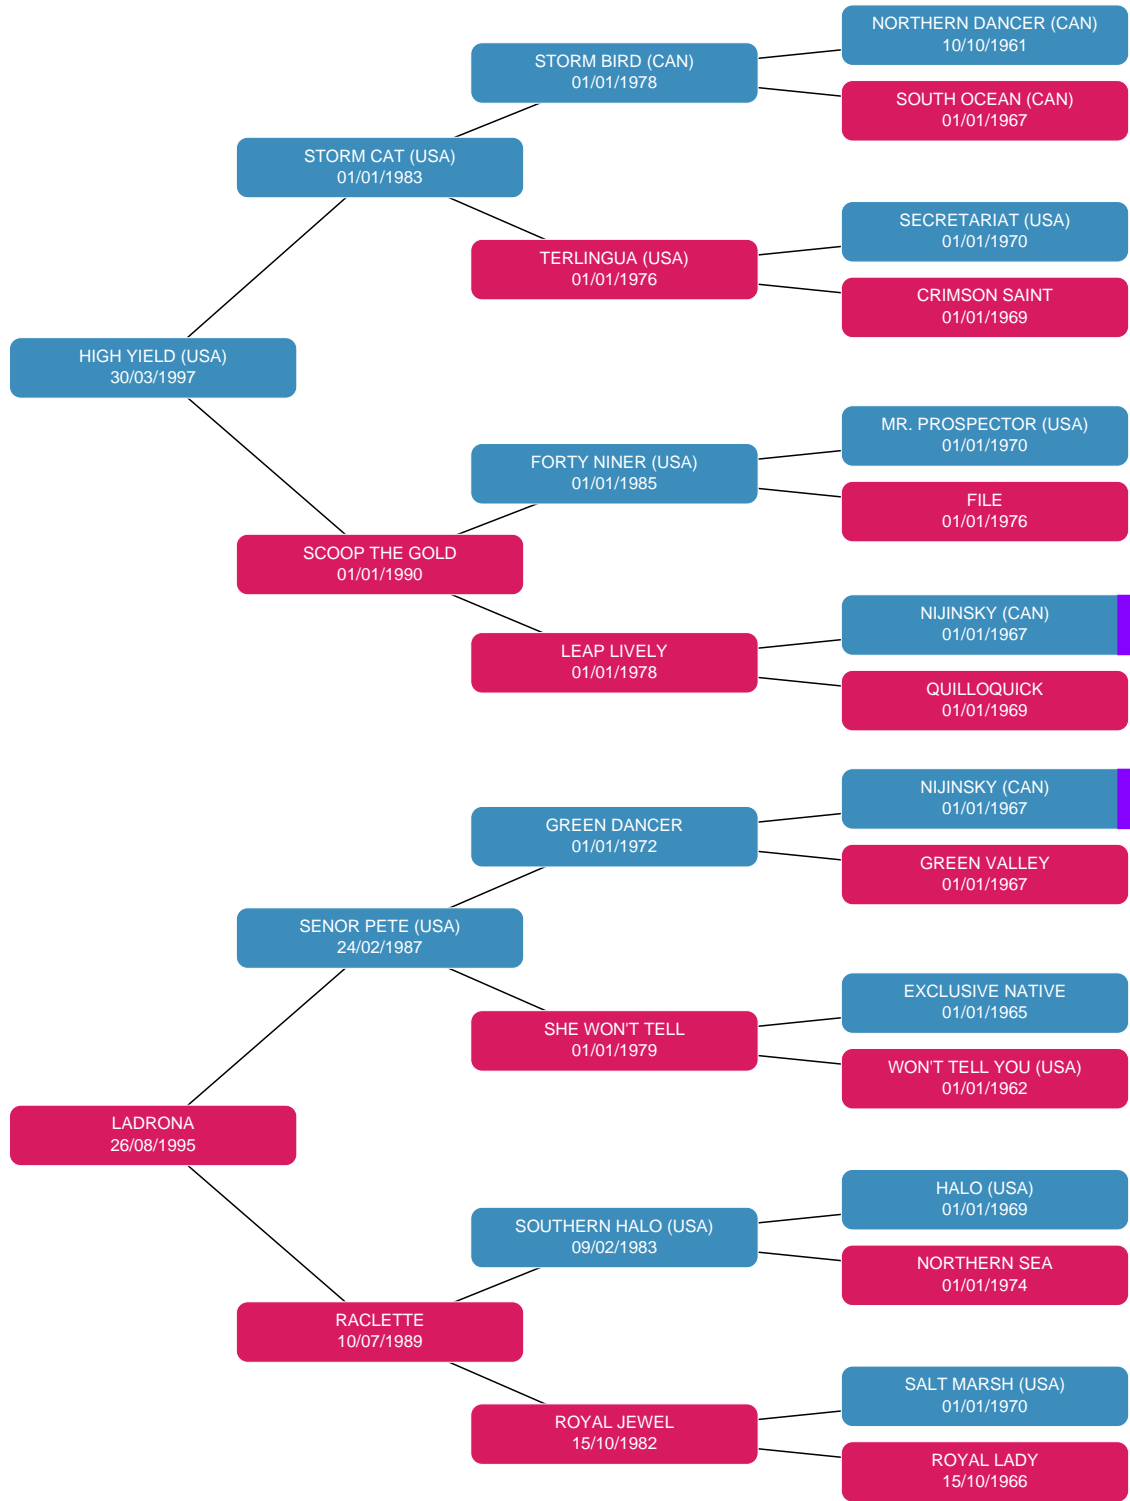 NORTHERN DANCER (CAN)
10/10/1961
STORM BIRD (CAN)
01/01/1978
SOUTH OCEAN (CAN)
01/01/1967
STORM CAT (USA)
01/01/1983
SECRETARIAT (USA)
01/01/1970
TERLINGUA (USA)
01/01/1976
CRIMSON SAINT
01/01/1969
HIGH YIELD (USA)
30/03/1997
MR. PROSPECTOR (USA)
01/01/1970
FORTY NINER (USA)
01/01/1985
FILE
01/01/1976
SCOOP THE GOLD
01/01/1990
NIJINSKY (CAN)
01/01/1967
LEAP LIVELY
01/01/1978
QUILLOQUICK
01/01/1969
NIJINSKY (CAN)
01/01/1967
GREEN DANCER
01/01/1972
GREEN VALLEY
01/01/1967
SENOR PETE (USA)
24/02/1987
EXCLUSIVE NATIVE
01/01/1965
SHE WON'T TELL
01/01/1979
WON'T TELL YOU (USA)
01/01/1962
LADRONA
26/08/1995
HALO (USA)
01/01/1969
SOUTHERN HALO (USA)
09/02/1983
NORTHERN SEA
01/01/1974
RACLETTE
10/07/1989
SALT MARSH (USA)
01/01/1970
ROYAL JEWEL
15/10/1982
ROYAL LADY
15/10/1966